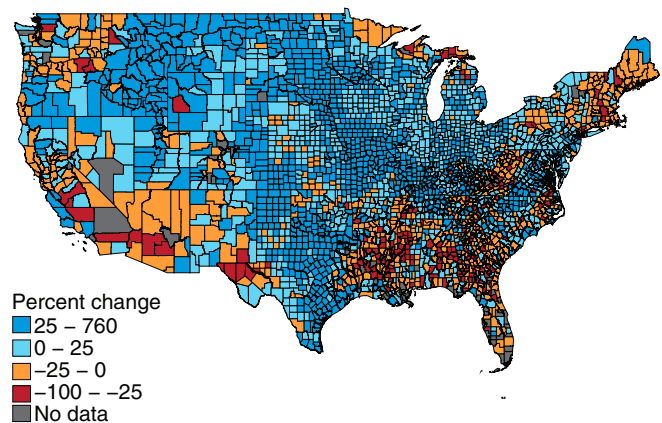 Percent change
25 – 760
0 – 25
–25 – 0
–100 – –25
No data